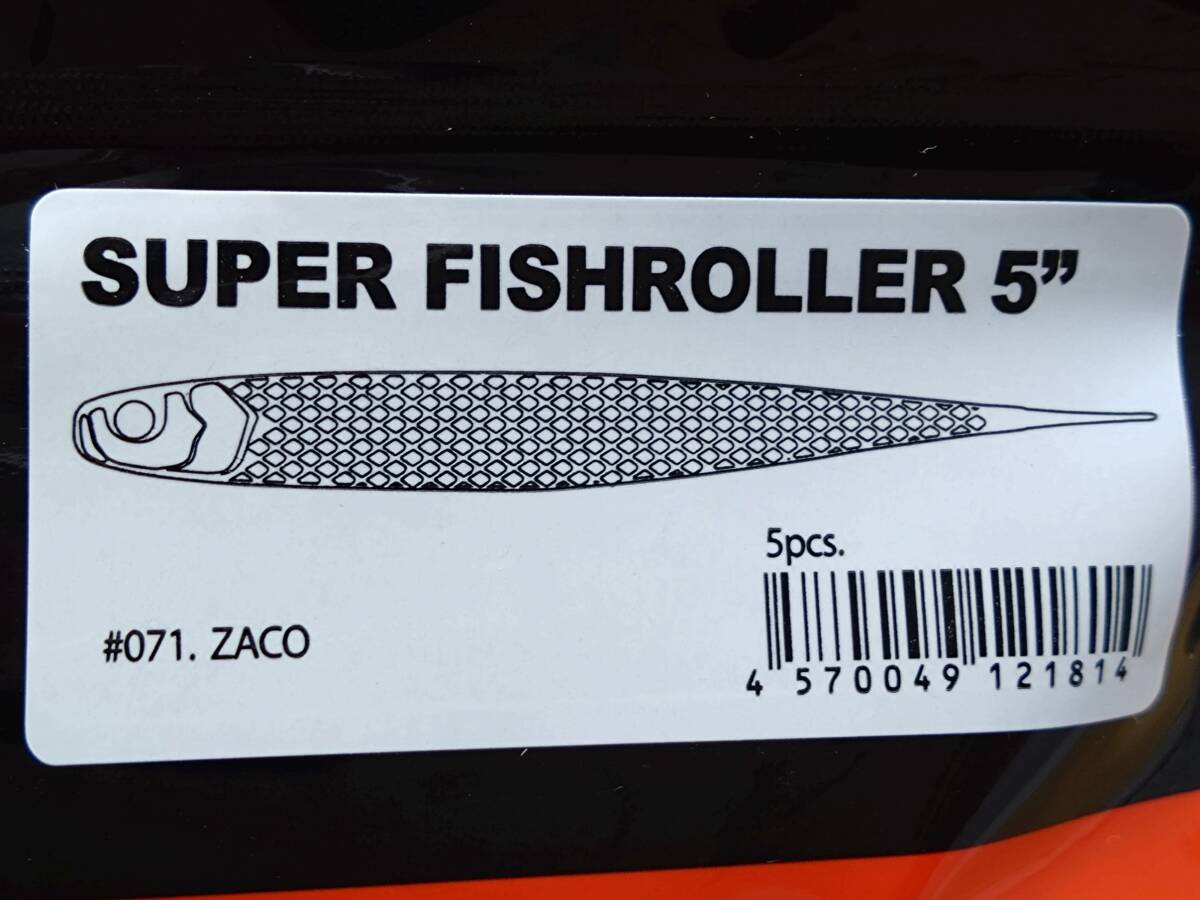 SUPER FISHROLLER 5”
5pcs.
#071. ZACO
4 570049 121814